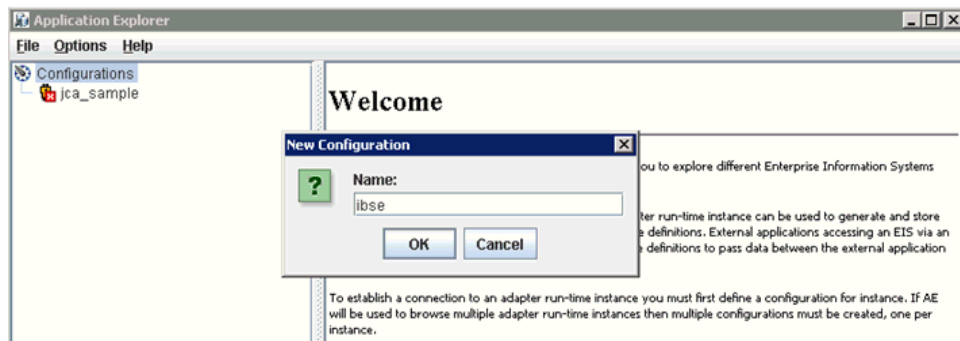 Application Explorer
File Options Help
Configurations
jca_sample
Welcome
New Configuration
Name:
ibse
OK Cancel
ou to explore different Enterprise Information Systems
ter run-time instance can be used to generate and store
e definitions. External applications accessing an EIS via an
e definitions to pass data between the external application
To establish a connection to an adapter run-time instance you must first define a configuration for instance. If AE
will be used to browse multiple adapter run-time instances then multiple configurations must be created, one per
instance.